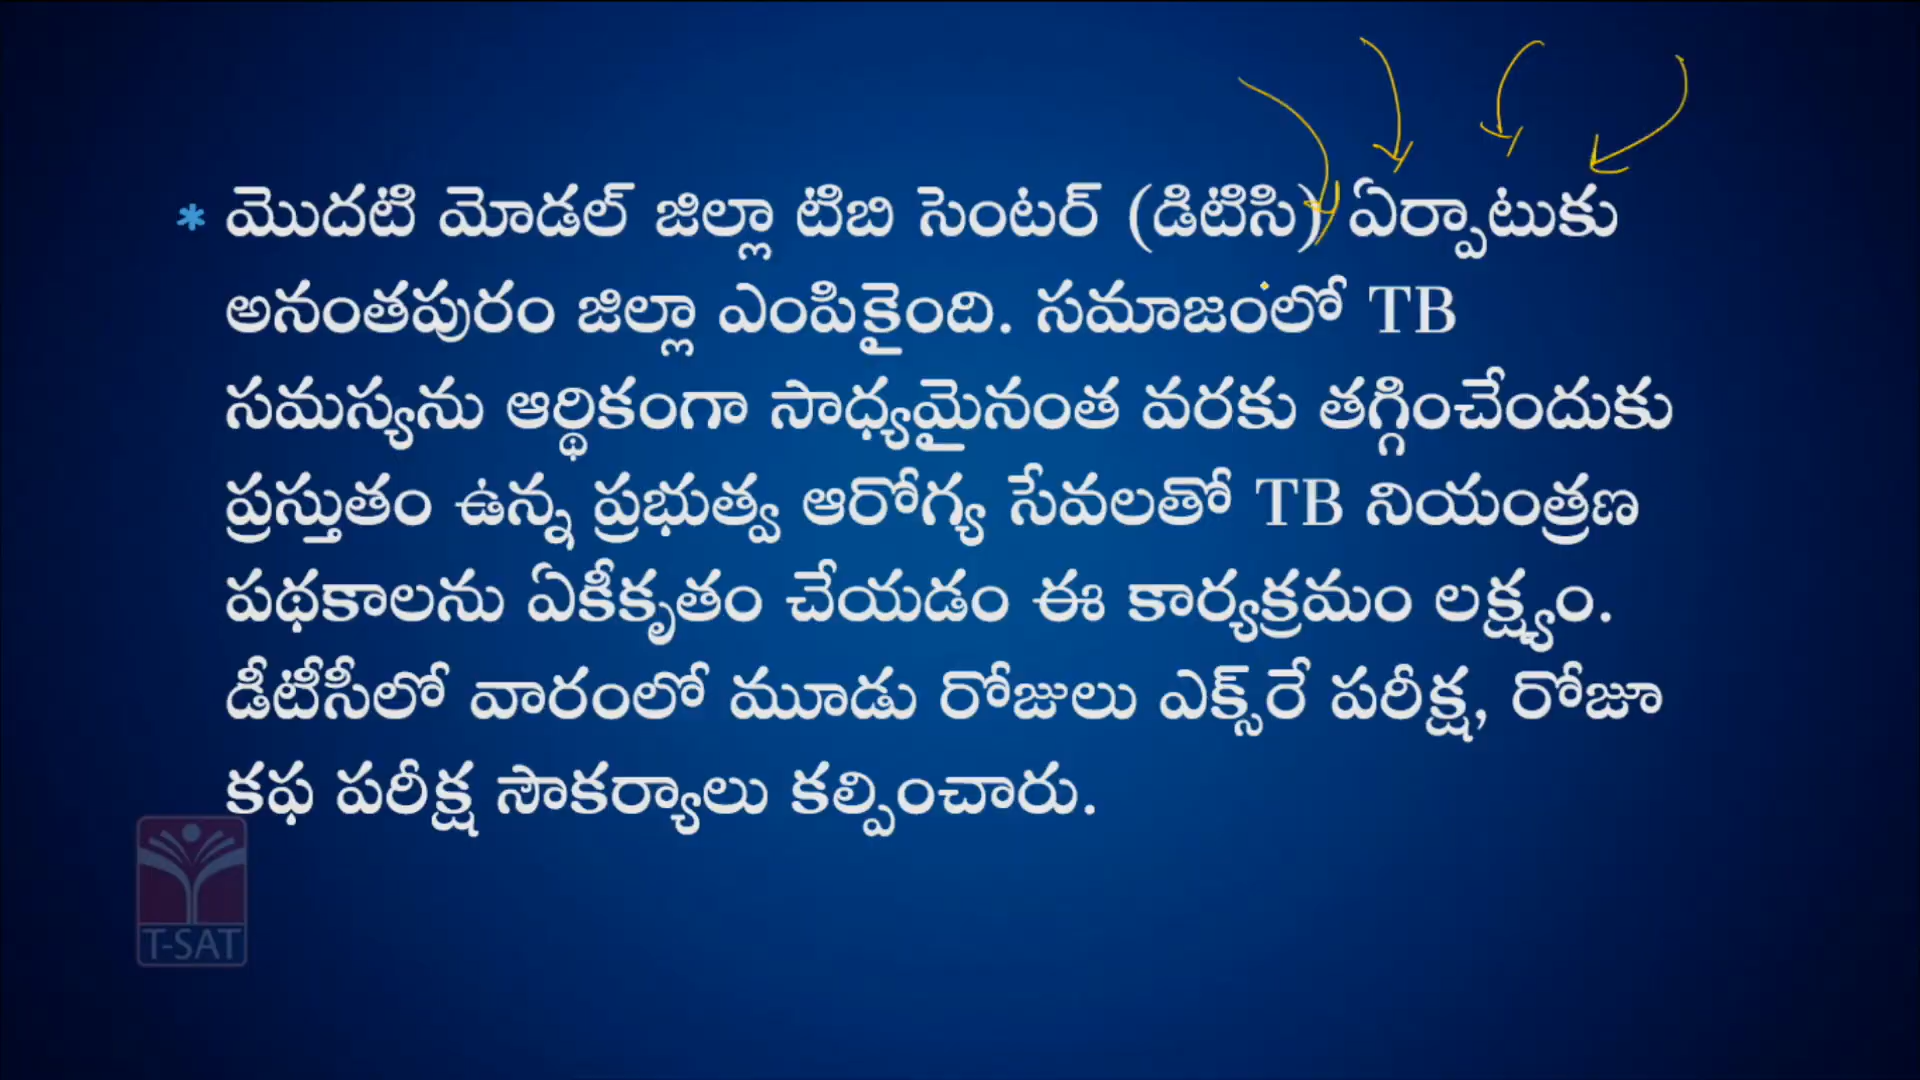 * మొదటి మోడల్ జిల్లా టిబి సెంటర్ (డిటిసి) ఏర్పాటుకు
అనంతపురం జిల్లా ఎంపికైంది. సమాజంలో TB
సమస్యను ఆర్థికంగా సాధ్యమైనంత వరకు తగ్గించేందుకు
ప్రస్తుతం ఉన్న ప్రభుత్వ ఆరోగ్య సేవలతో TB నియంత్రణ
పథకాలను ఏకీకృతం చేయడం ఈ కార్యక్రమం లక్ష్యం.
డీటీసీలో వారంలో మూడు రోజులు ఎక్స్‌రే పరీక్ష, రోజూ
కఫ పరీక్ష సౌకర్యాలు కల్పించారు.
T-SAT